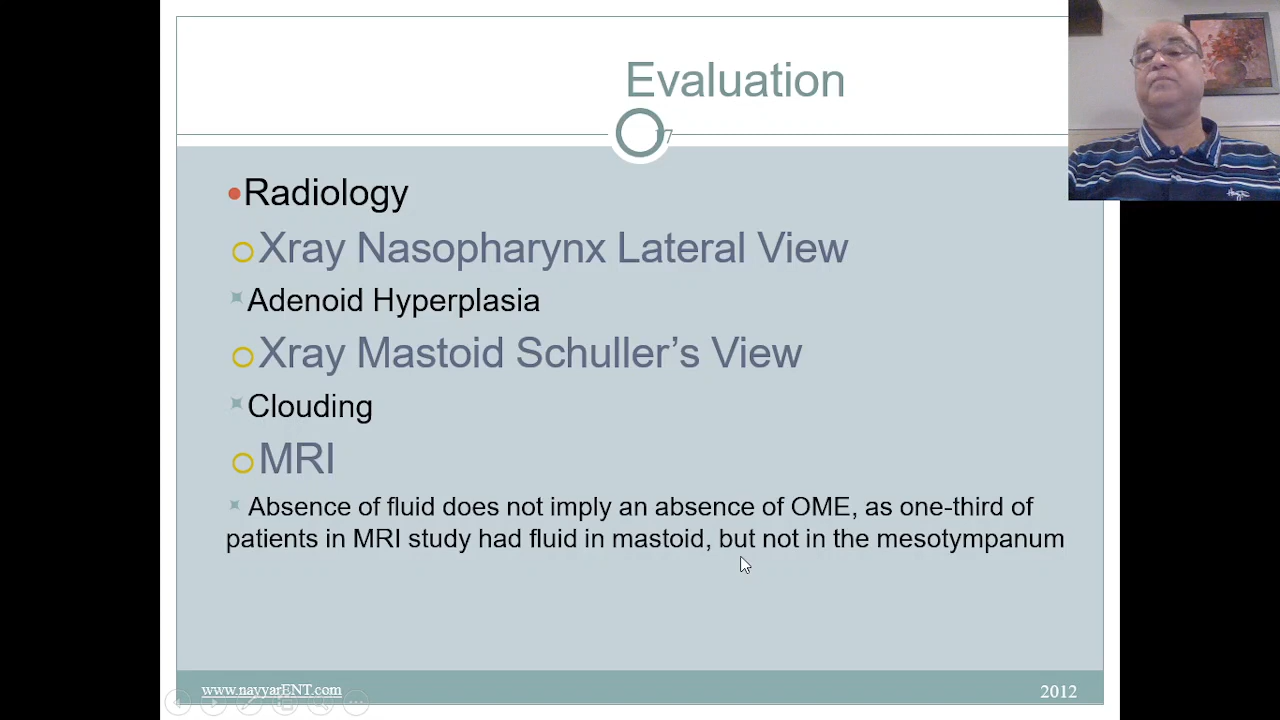 Evaluation
17
Radiology
Xray Nasopharynx Lateral View
Adenoid Hyperplasia
Xray Mastoid Schuller’s View
Clouding
MRI
Absence of fluid does not imply an absence of OME, as one-third of
patients in MRI study had fluid in mastoid, but not in the mesotympanum
www.nayyarENT.com
2012